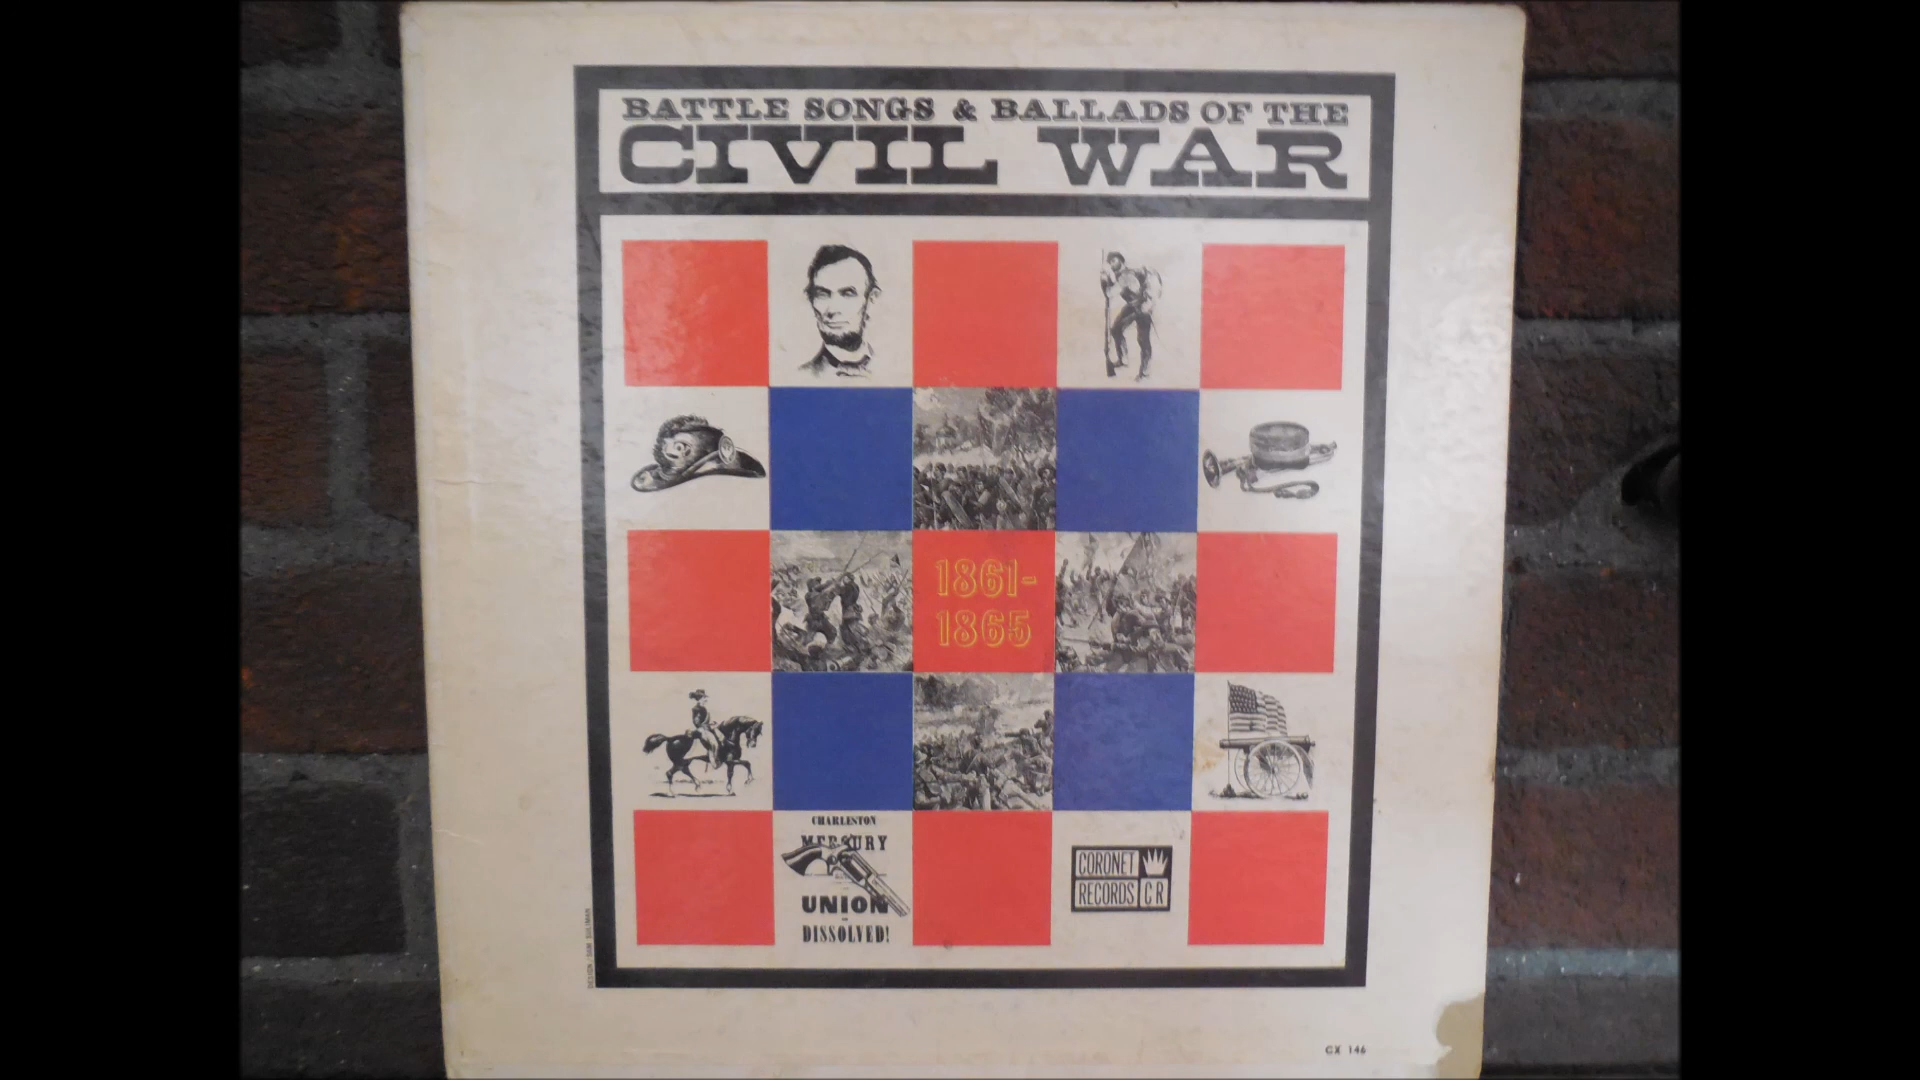 BATTLE SONGS & BALLADS OF THE
CIVIL WAR
1861-
1865
CHARLESTON
MERCURY
UNION
DISSOLVED!
CORONET
RECORDS CR
CX 146